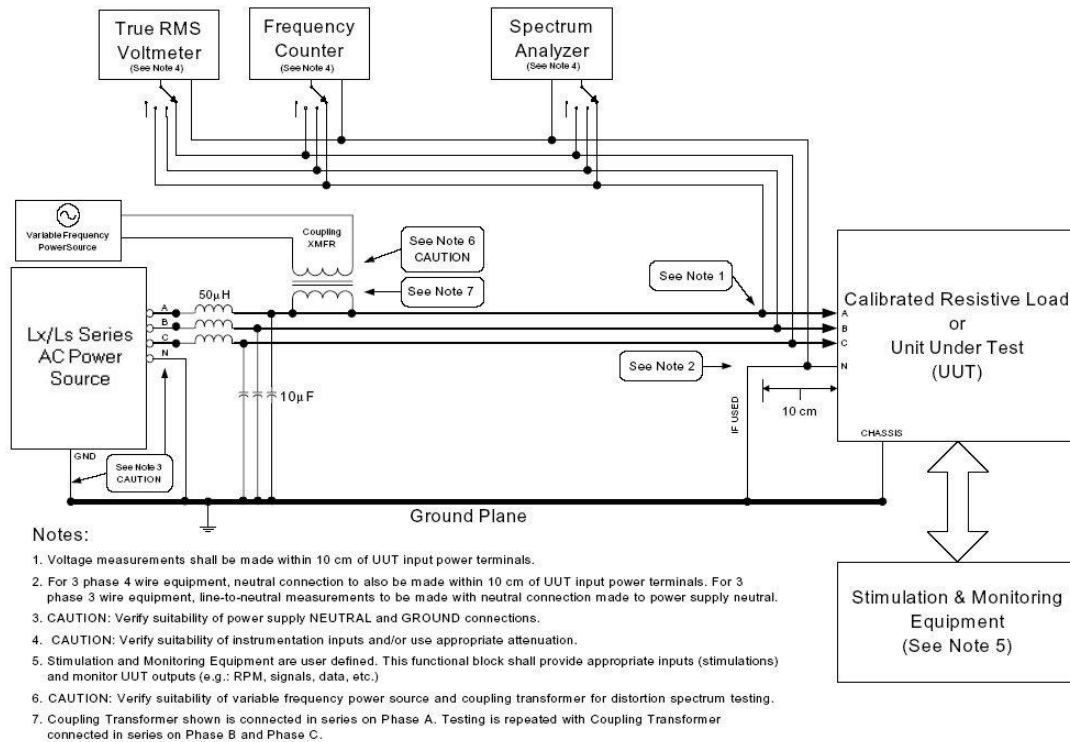 True RMS
Voltmeter
(See Note 4)
Frequency
Counter
(See Note 4)
Spectrum
Analyzer
(See Note 4)
Variable Frequency
PowerSource
Coupling
XMFR
See Note 6
CAUTION
See Note 7
See Note 1
50μH
Lx/Ls Series
AC Power
Source
A
B
C
N
Calibrated Resistive Load
or
Unit Under Test
(UUT)
A
B
C
N
See Note 2
10μF
IF USED
10 cm
CHASSIS
GND
See Note 3
CAUTION
Ground Plane
Stimulation & Monitoring
Equipment
(See Note 5)
Notes:
1. Voltage measurements shall be made within 10 cm of UUT input power terminals.
2. For 3 phase 4 wire equipment, neutral connection to also be made within 10 cm of UUT input power terminals. For 3
phase 3 wire equipment, line-to-neutral measurements to be made with neutral connection made to power supply neutral.
3. CAUTION: Verify suitability of power supply NEUTRAL and GROUND connections.
4. CAUTION: Verify suitability of instrumentation inputs and/or use appropriate attenuation.
5. Stimulation and Monitoring Equipment are user defined. This functional block shall provide appropriate inputs (stimulations)
and monitor UUT outputs (e.g.: RPM, signals, data, etc.)
6. CAUTION: Verify suitability of variable frequency power source and coupling transformer for distortion spectrum testing.
7. Coupling Transformer shown is connected in series on Phase A. Testing is repeated with Coupling Transformer
connected in series on Phase B and Phase C.